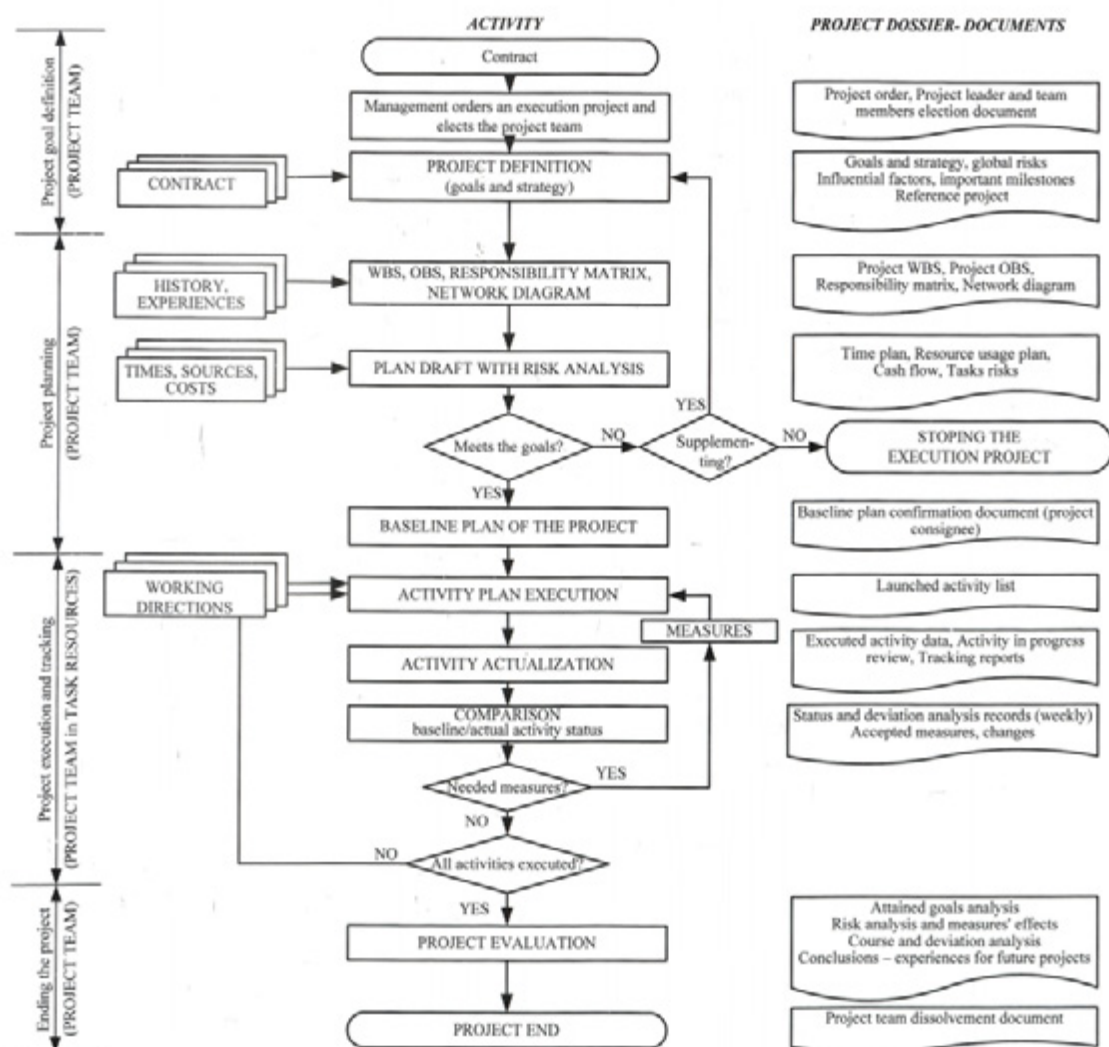 ACTIVITY
PROJECT DOSSIER- DOCUMENTS
Project goal definition
(PROJECT TEAM)
Contract
Management orders an execution project and
elects the project team
Project order, Project leader and team
members election document
CONTRACT
PROJECT DEFINITION
(goals and strategy)
Goals and strategy, global risks
Influential factors, important milestones
Reference project
Project planning
(PROJECT TEAM)
HISTORY,
EXPERIENCES
WBS, OBS, RESPONSIBILITY MATRIX,
NETWORK DIAGRAM
Project WBS, Project OBS,
Responsibility matrix, Network diagram
TIMES, SOURCES,
COSTS
PLAN DRAFT WITH RISK ANALYSIS
Time plan, Resource usage plan,
Cash flow, Tasks risks
YES
Meets the goals?
NO
Supplemen-
ting?
NO
STOPING THE
EXECUTION PROJECT
YES
BASELINE PLAN OF THE PROJECT
Baseline plan confirmation document (project
consignee)
Project execution and tracking
(PROJECT TEAM in TASK RESOURCES)
WORKING
DIRECTIONS
ACTIVITY PLAN EXECUTION
Launched activity list
MEASURES
ACTIVITY ACTUALIZATION
Executed activity data, Activity in progress
review, Tracking reports
COMPARISON
baseline/actual activity status
Status and deviation analysis records (weekly)
Accepted measures, changes
Needed measures?
YES
NO
NO
All activities executed?
YES
Ending the project
(PROJECT TEAM)
PROJECT EVALUATION
Attained goals analysis
Risk analysis and measures' effects
Course and deviation analysis
Conclusions – experiences for future projects
PROJECT END
Project team dissolvement document